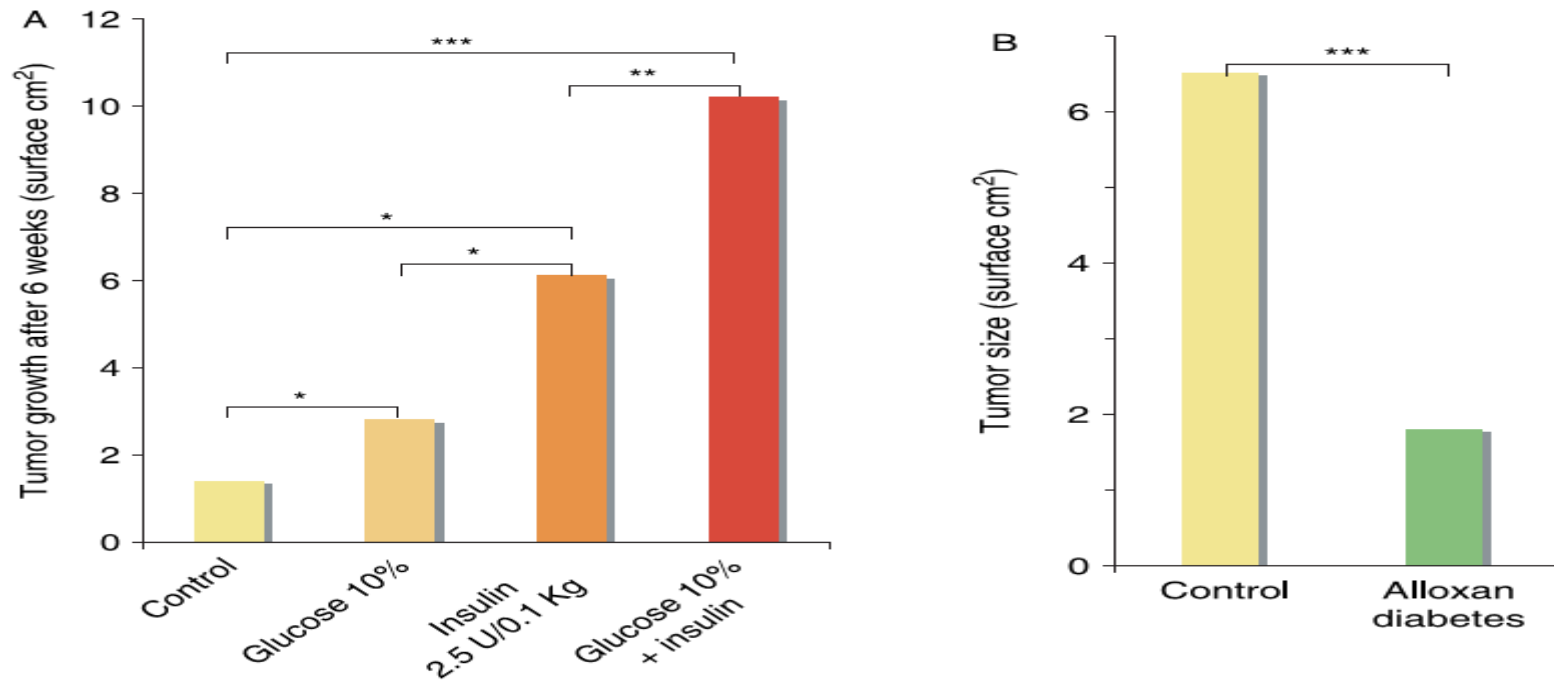 A
Tumor growth after 6 weeks (surface cm²)
12
10
8
6
4
2
0
***
**
*
*
*
Control
Glucose 10%
Insulin
2.5 U/0.1 Kg
Glucose 10%
+ insulin
B
Tumor size (surface cm²)
6
4
2
0
***
Control
Alloxan
diabetes